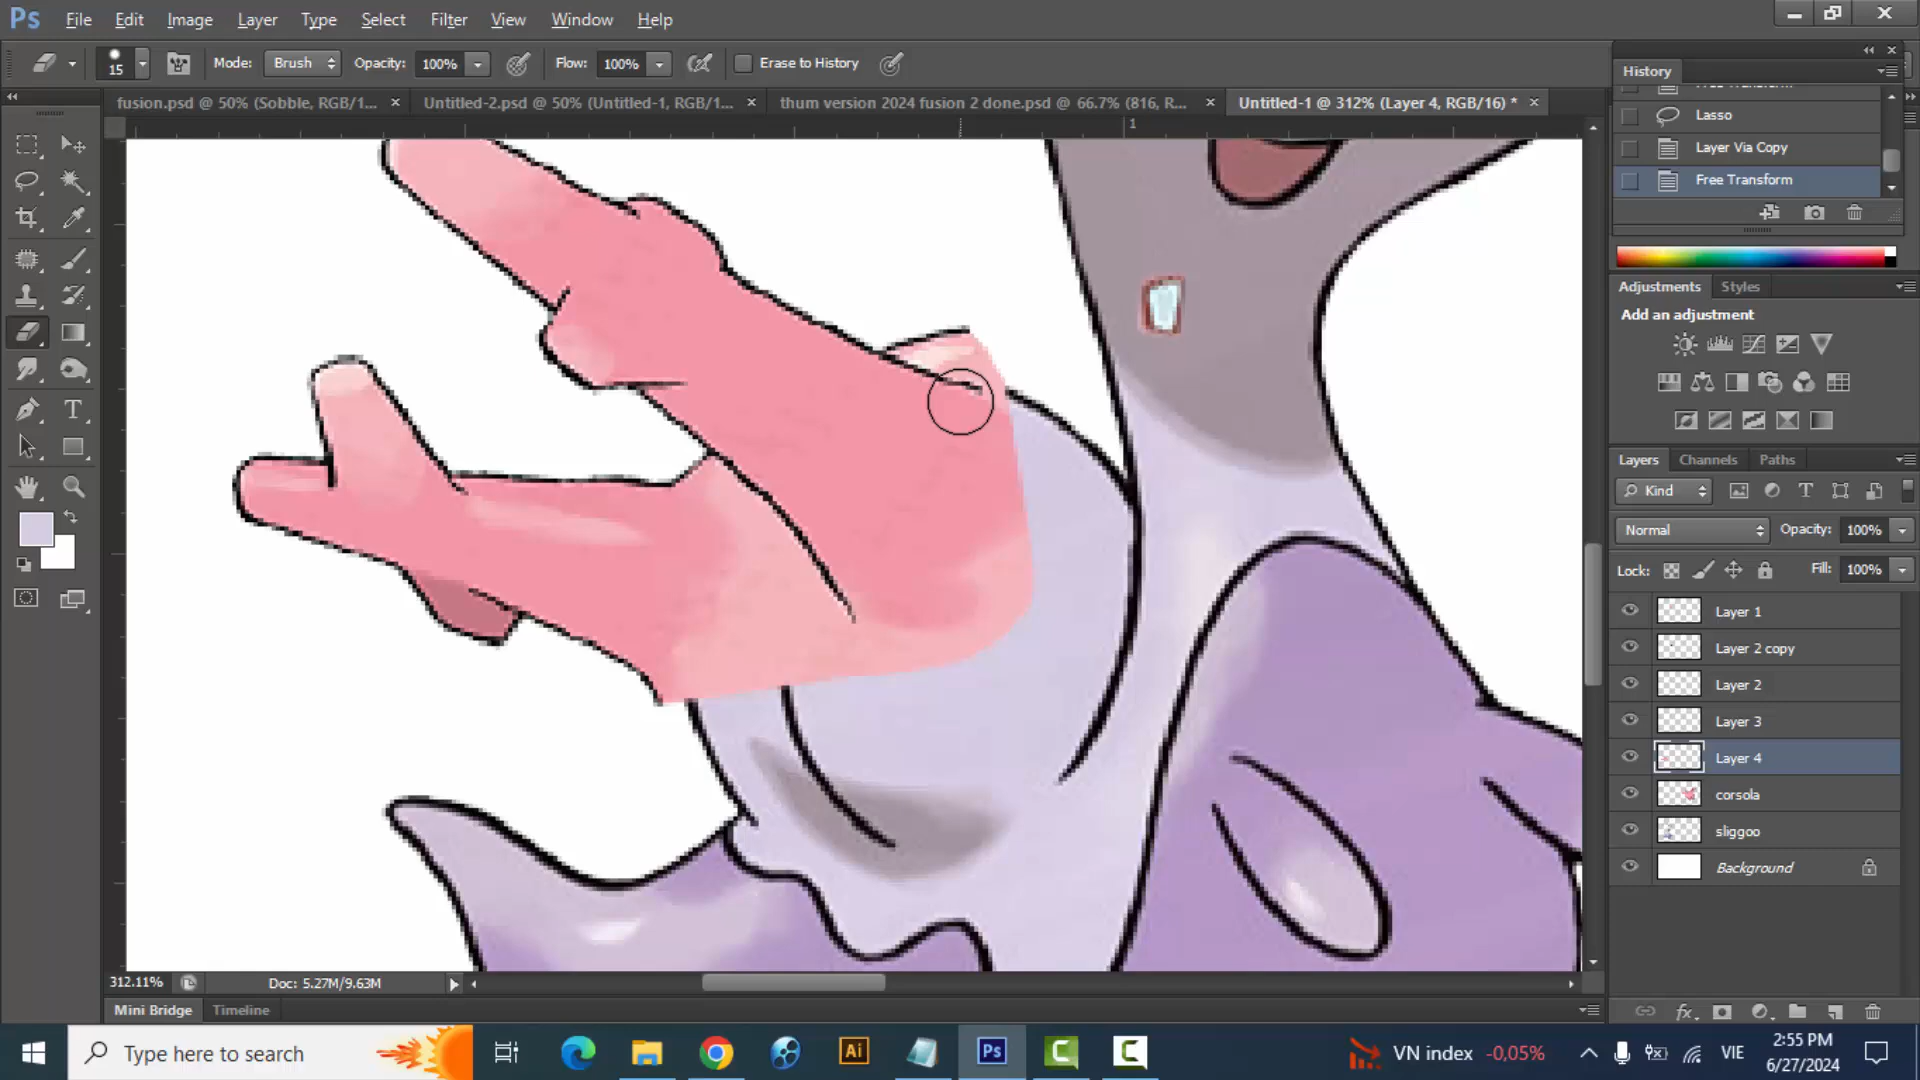 Ps File Edit Image Layer Type Select Filter View Window Help
15 Mode: Brush Opacity: 100% Flow: 100% Erase to History
fusion.psd @ 50% (Sobble, RGB/1... Untitled-2.psd @ 50% (Untitled-1, RGB/1... thum version 2024 fusion 2 done.psd @ 66.7% (816, R... Untitled-1 @ 312% (Layer 4, RGB/16) *
1
History
Lasso
Layer Via Copy
Free Transform
Adjustments Styles
Add an adjustment
Layers Channels Paths
Kind
Normal Opacity: 100%
Lock: Fill: 100%
Layer 1
Layer 2 copy
Layer 2
Layer 3
Layer 4
corsola
sliggoo
Background
312.11% Doc: 5.27M/9.63M
Mini Bridge Timeline
Type here to search Ai Ps VN index -0,05% VIE 2:55 PM
6/27/2024